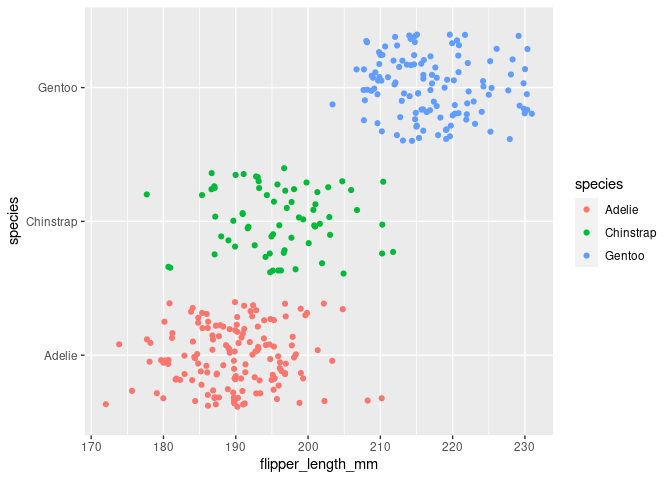 Gentoo
Chinstrap
Adelie
species
170 180 190 200 210 220 230
flipper_length_mm
species
Adelie
Chinstrap
Gentoo